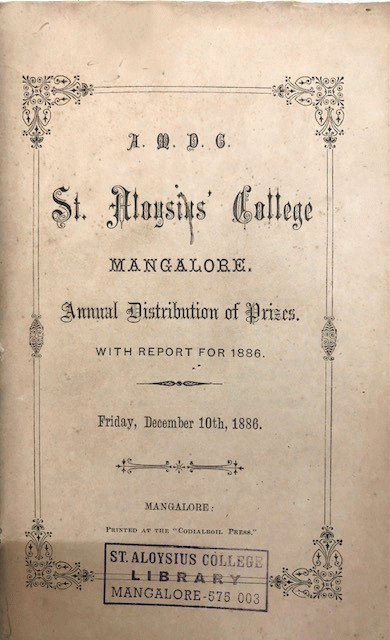 A. M. D. G.
St. Aloysius' College
MANGALORE.
Annual Distribution of Prizes.
WITH REPORT FOR 1886.
Friday, December 10th, 1886.
MANGALORE:
PRINTED AT THE "CODIALBOIL PRESS."
ST. ALOYSIUS COLLEGE
LIBRARY
MANGALORE-575 003